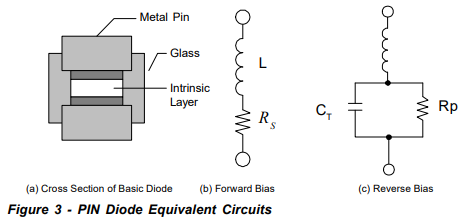 Metal Pin
Glass
Intrinsic
Layer
L
R_S
C_T
Rp
(a) Cross Section of Basic Diode
(b) Forward Bias
(c) Reverse Bias
Figure 3 - PIN Diode Equivalent Circuits